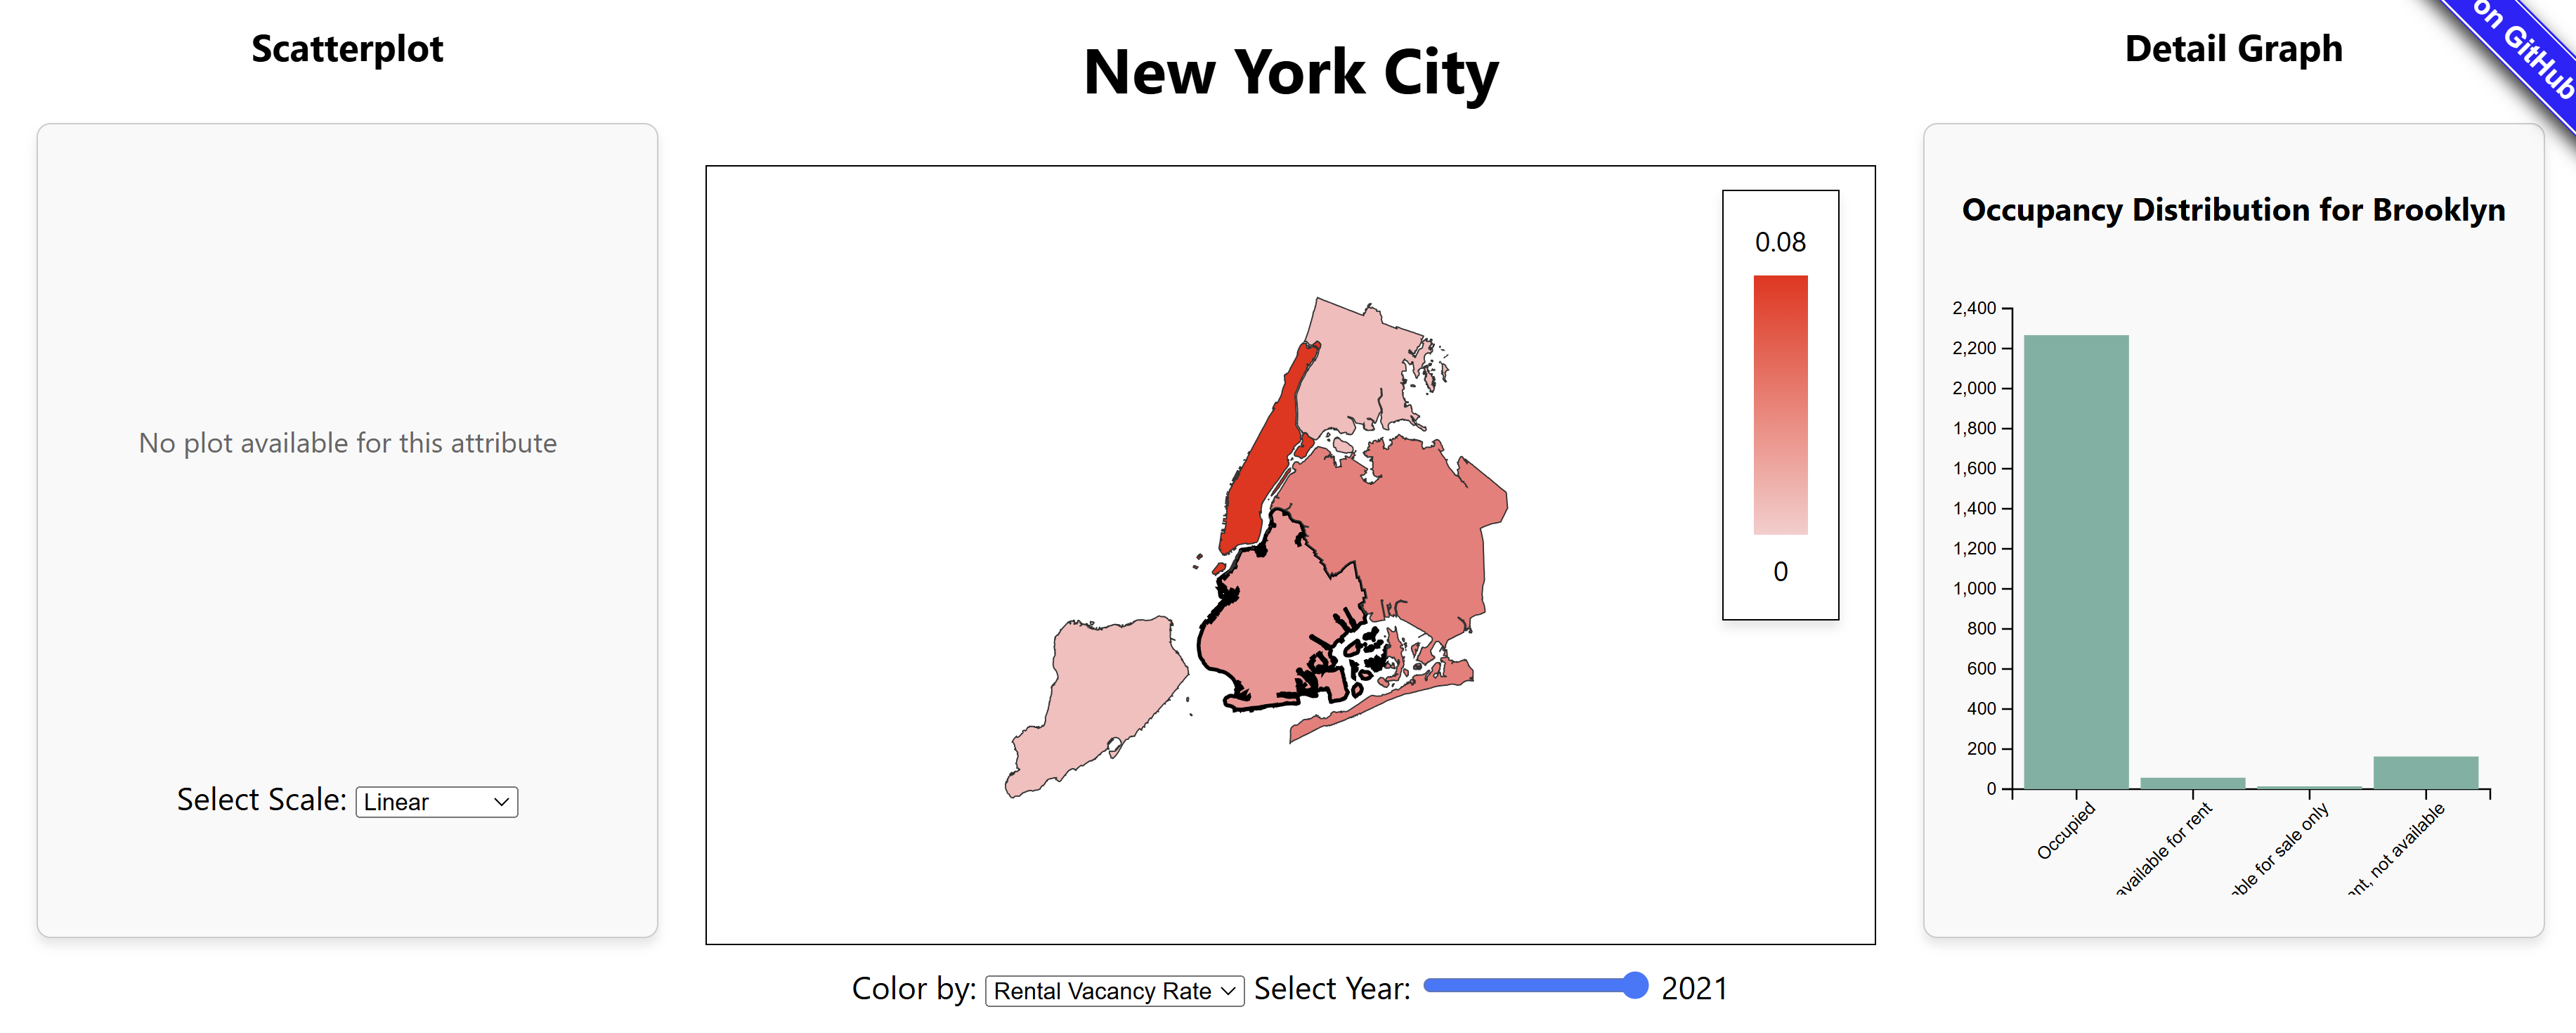 Scatterplot
New York City
Detail Graph
on GitHub
No plot available for this attribute
Select Scale: Linear
0.08
0
Occupancy Distribution for Brooklyn
2,400
2,200
2,000
1,800
1,600
1,400
1,200
1,000
800
600
400
200
0
Occupied
available for rent
for sale only
not available
Color by: Rental Vacancy Rate Select Year: 2021